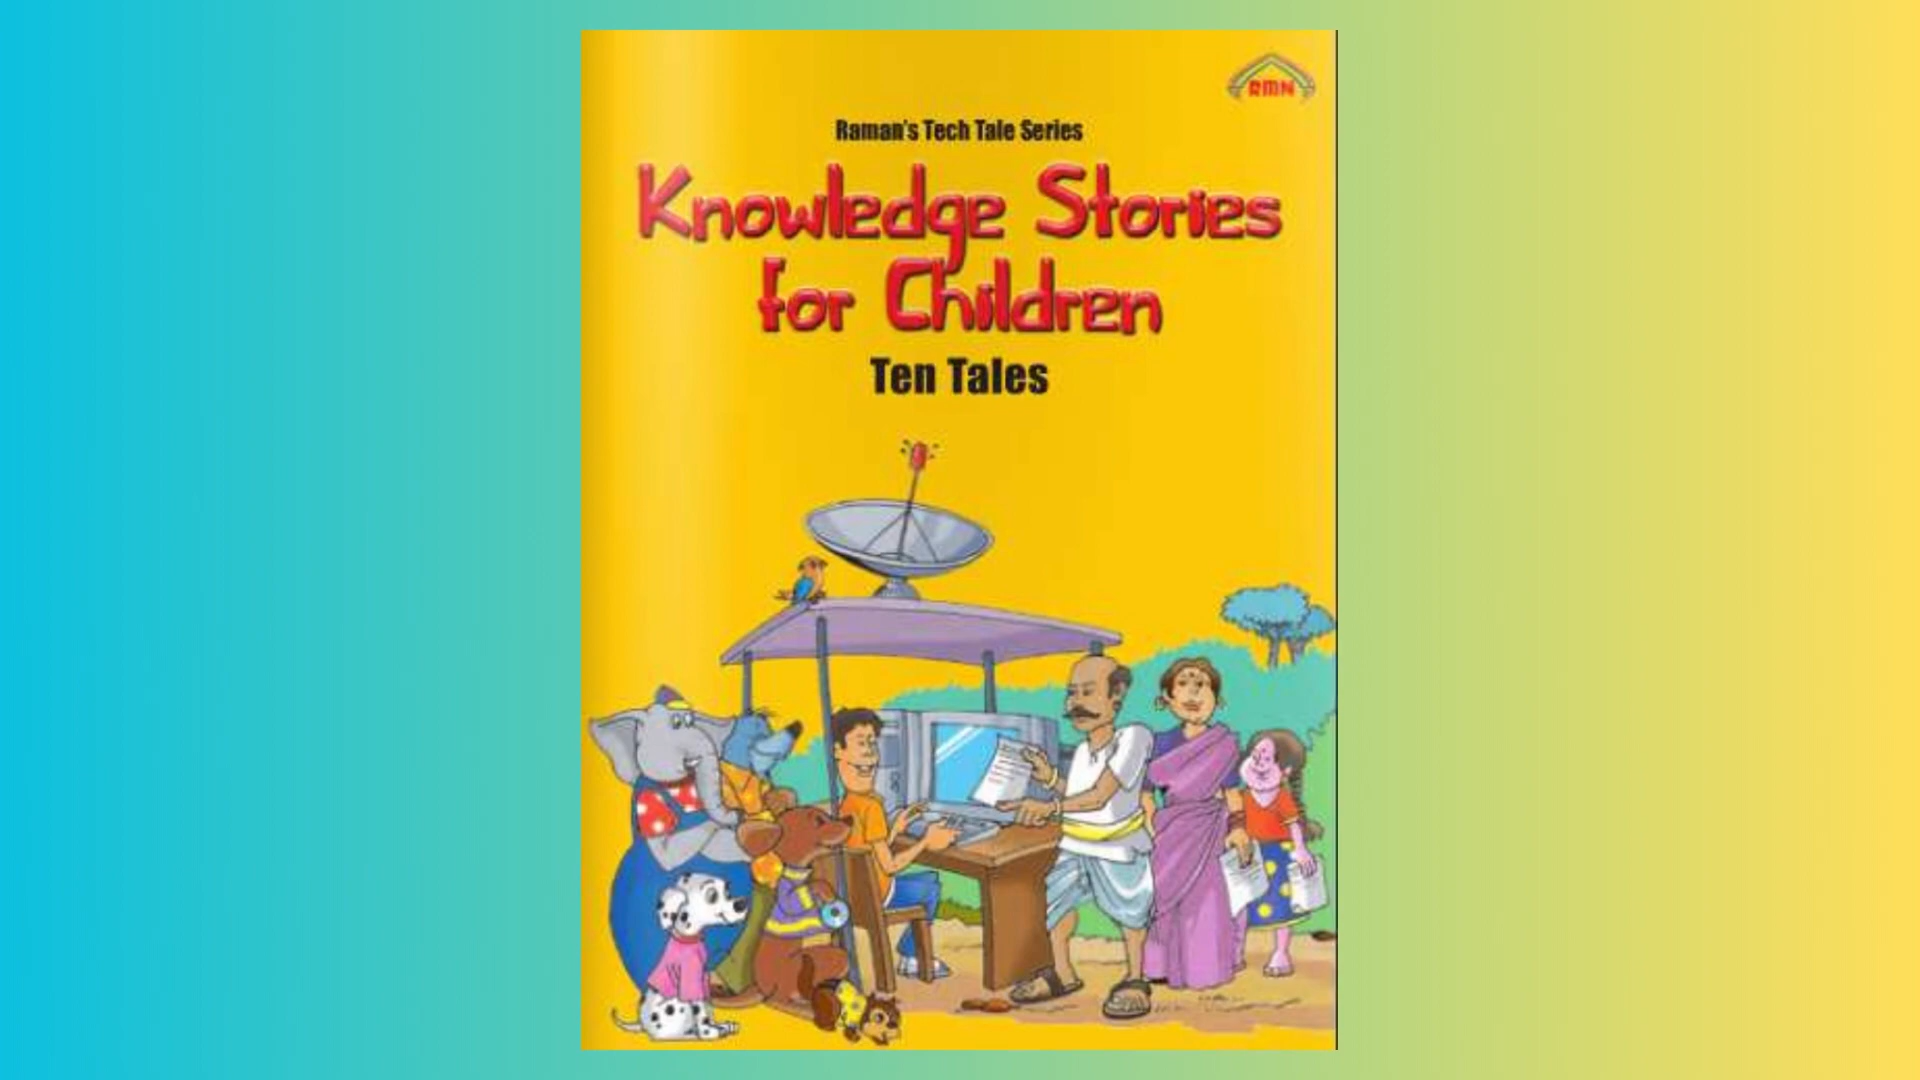 RMN
Raman's Tech Tale Series
Knowledge Stories
for Children
Ten Tales